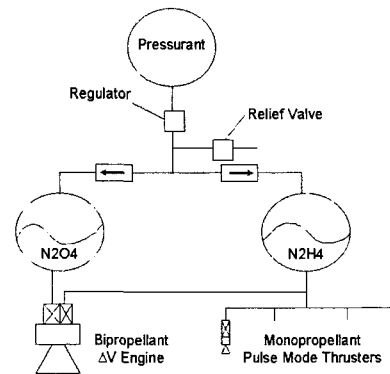 Pressurant
Regulator
Relief Valve
N2O4
N2H4
Bipropellant
ΔV Engine
Monopropellant
Pulse Mode Thrusters